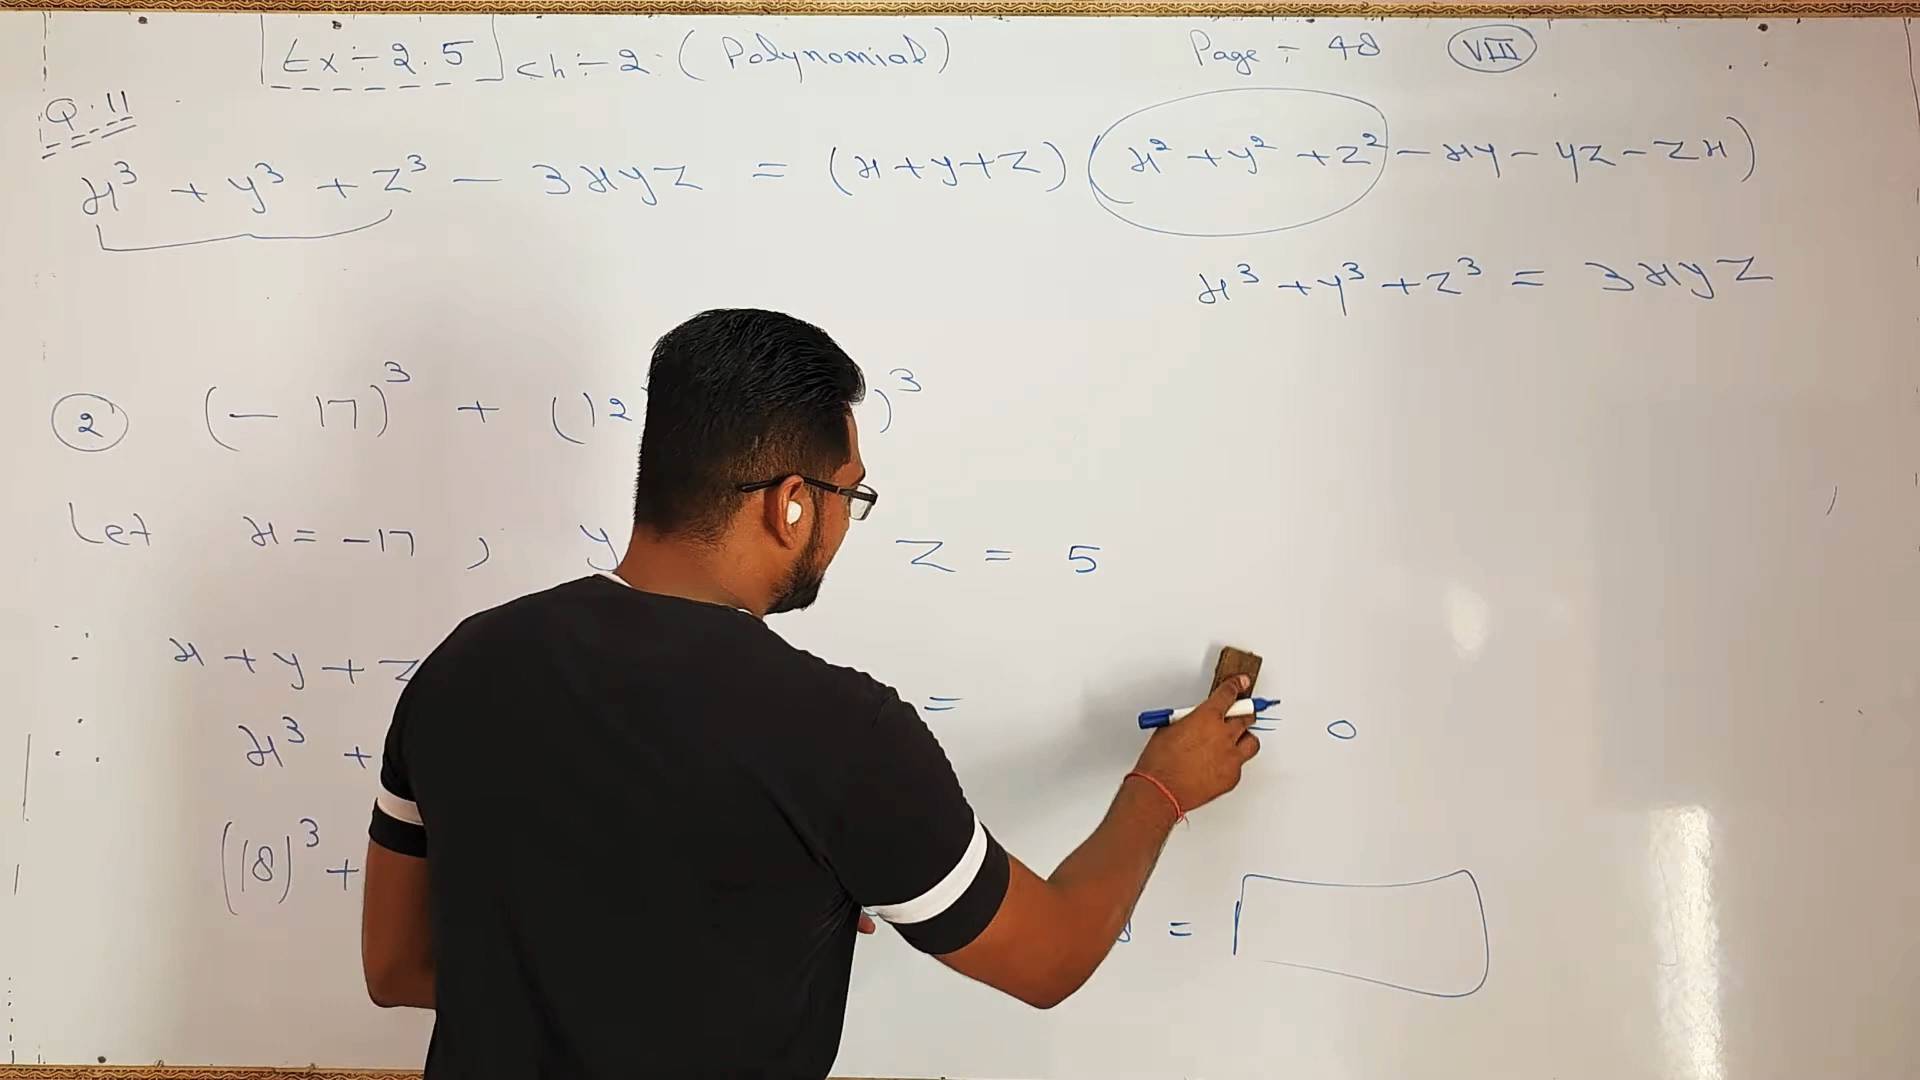 Ex÷2.5 Ch÷2 (Polynomial) Page÷48 VIII
Q.11
x³ + y³ + z³ - 3xyz = (x+y+z) (x² + y² + z² - xy - yz - zx)
x³ + y³ + z³ = 3xyz
2 (-17)³ + (12 )³
Let x = -17 , y z = 5
∴ x + y + z = = 0
∴ x³ +
(18)³ + =